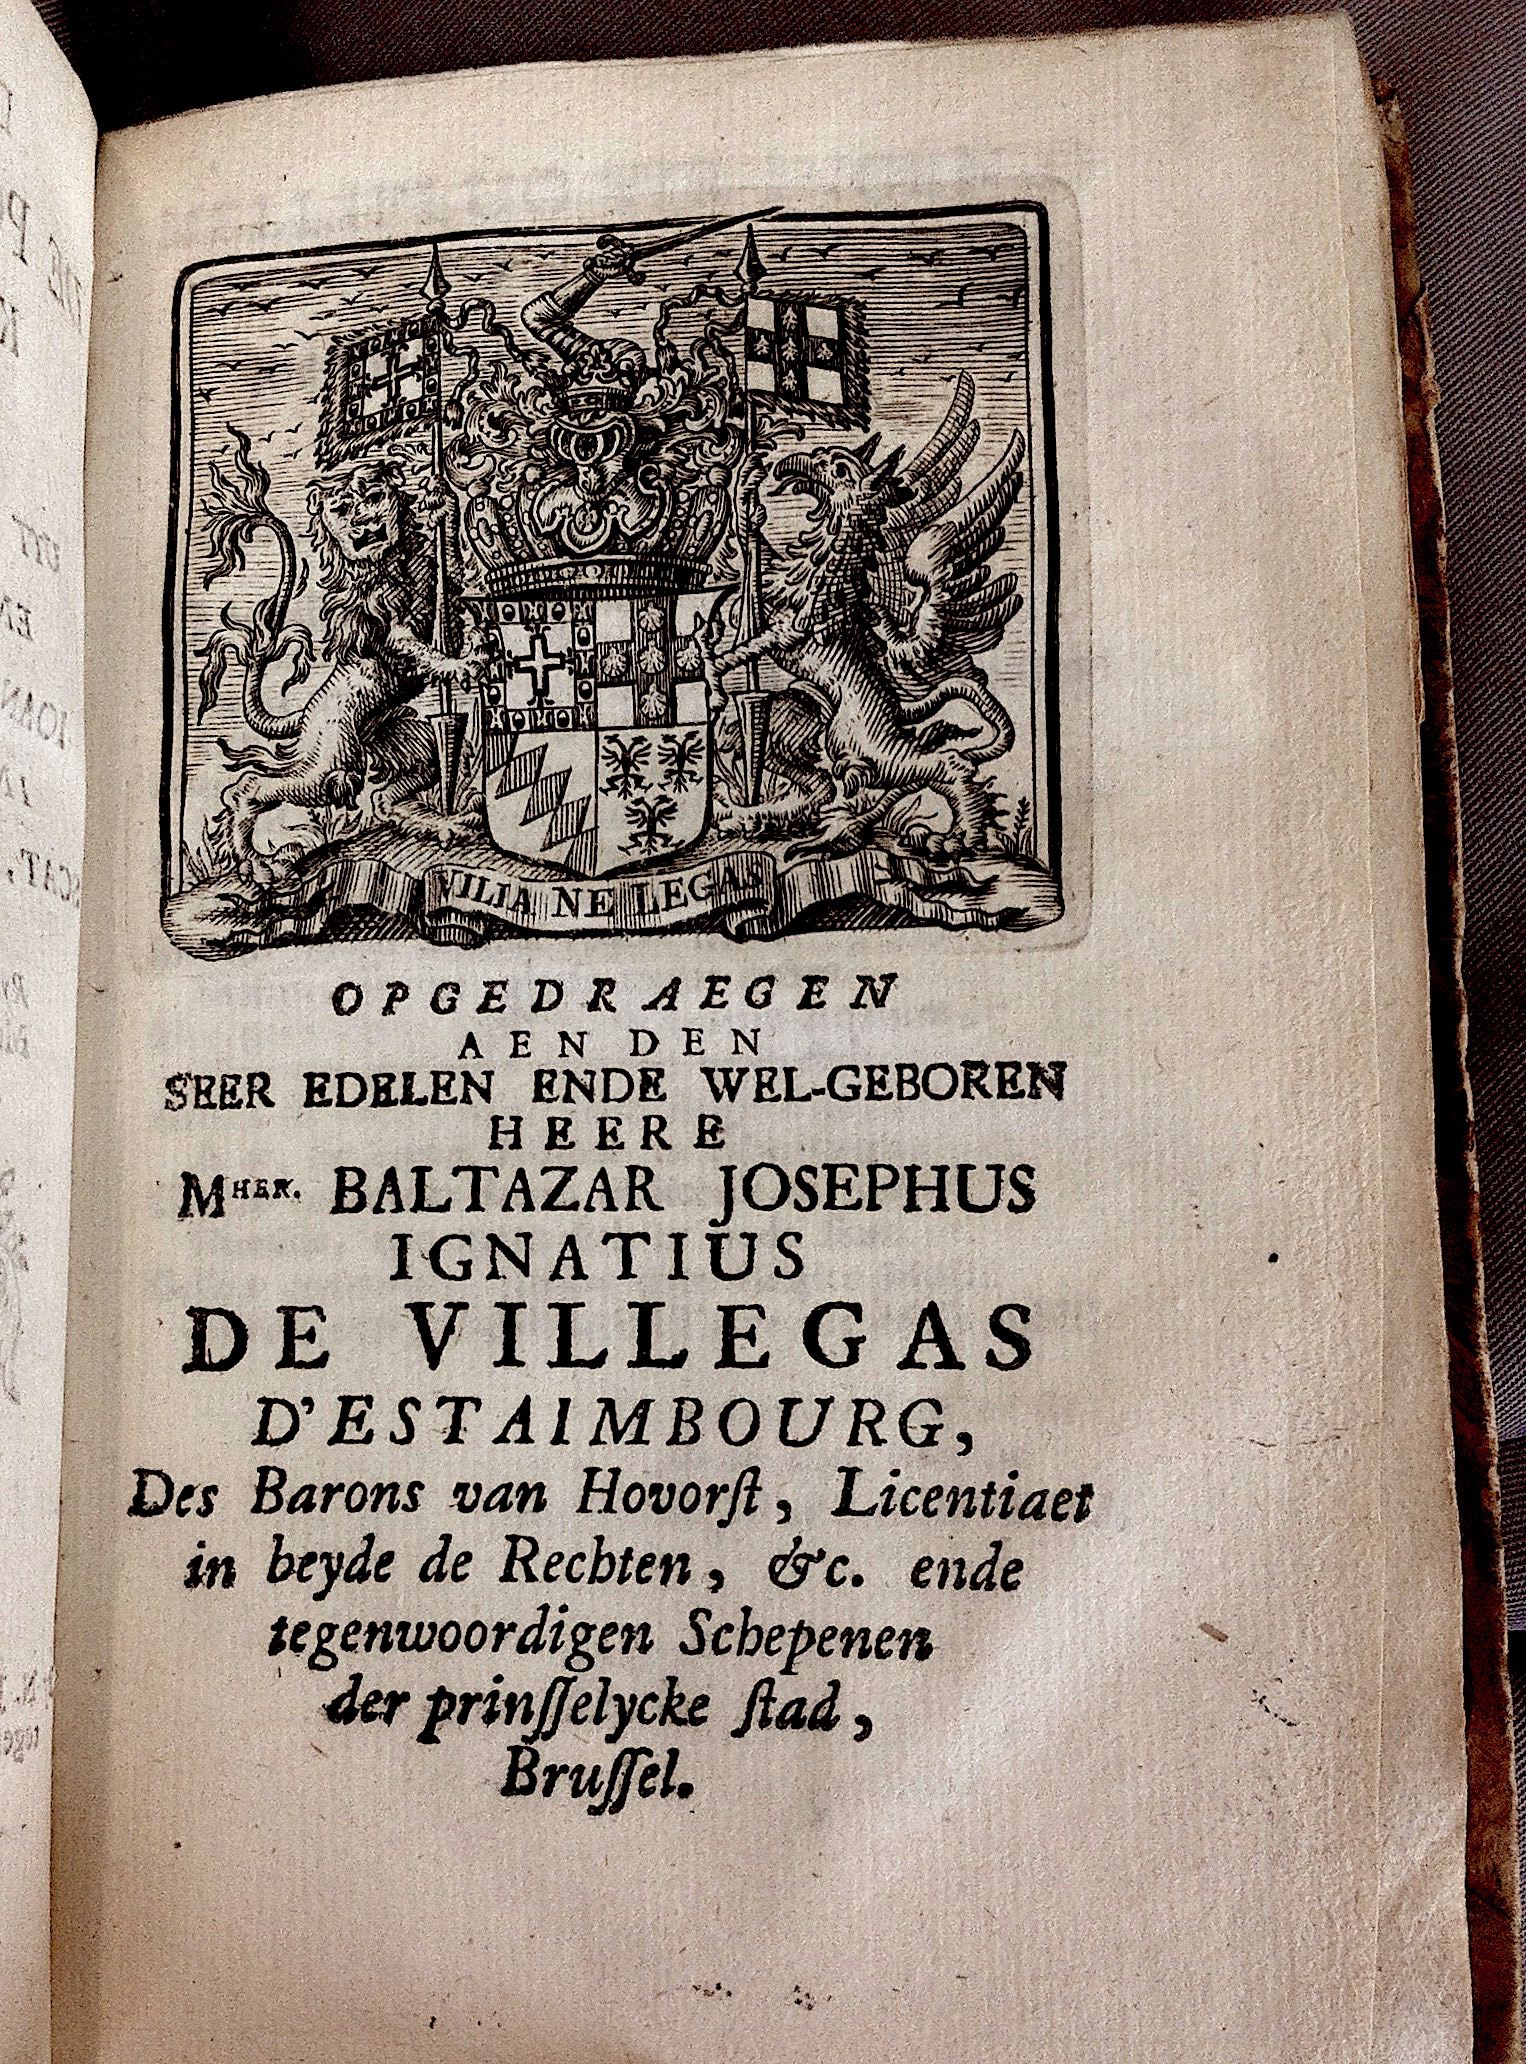 VILIA NE LEGAS
OPGEDRAEGEN
AEN DEN
SEER EDELEN ENDE WEL-GEBOREN
HEERE
MHER. BALTAZAR JOSEPHUS
IGNATIUS
DE VILLEGAS
D'ESTAIMBOURG,
Des Barons van Hovorſt, Licentiaet
in beyde de Rechten, &c. ende
tegenwoordigen Schepenen
der prinſſelycke ſtad,
Bruſſel.